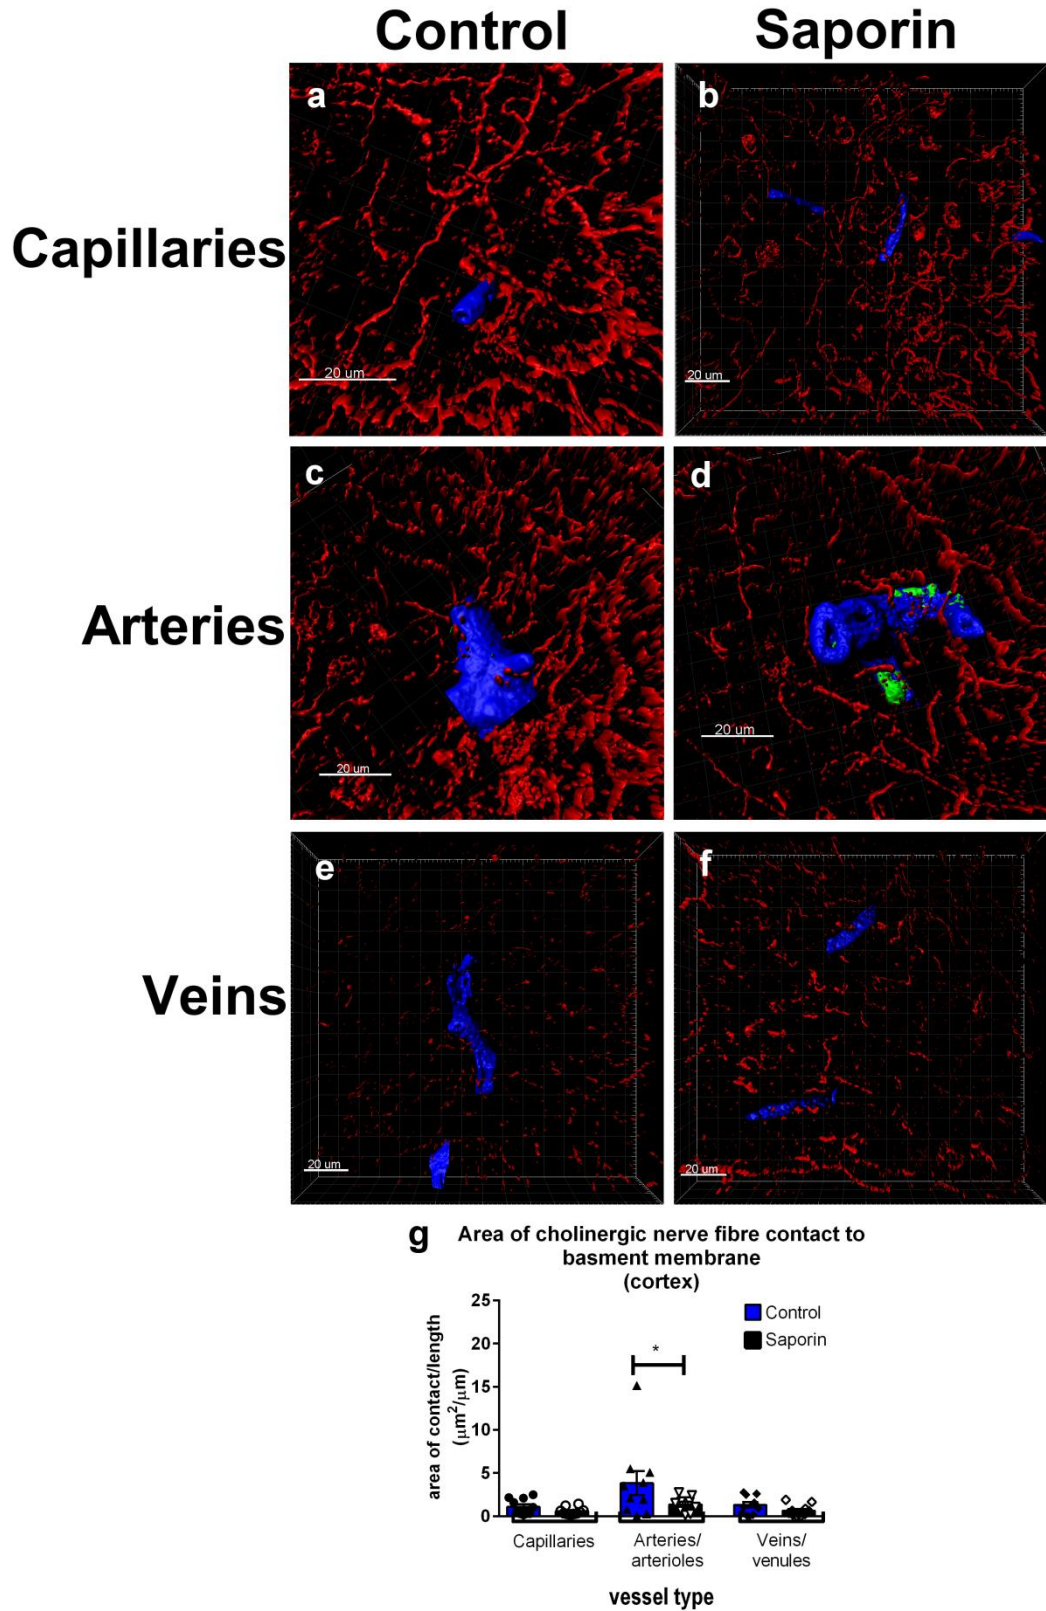 Control
Saporin
Capillaries
a
20 um
b
20 um
Arteries
c
20 um
d
20 um
Veins
e
20 um
f
20 um
g
Area of cholinergic nerve fibre contact to
basment membrane
(cortex)
area of contact/length
(μm²/μm)
25
20
15
10
5
0
Control
Saporin
*
Capillaries
Arteries/
arterioles
Veins/
venules
vessel type